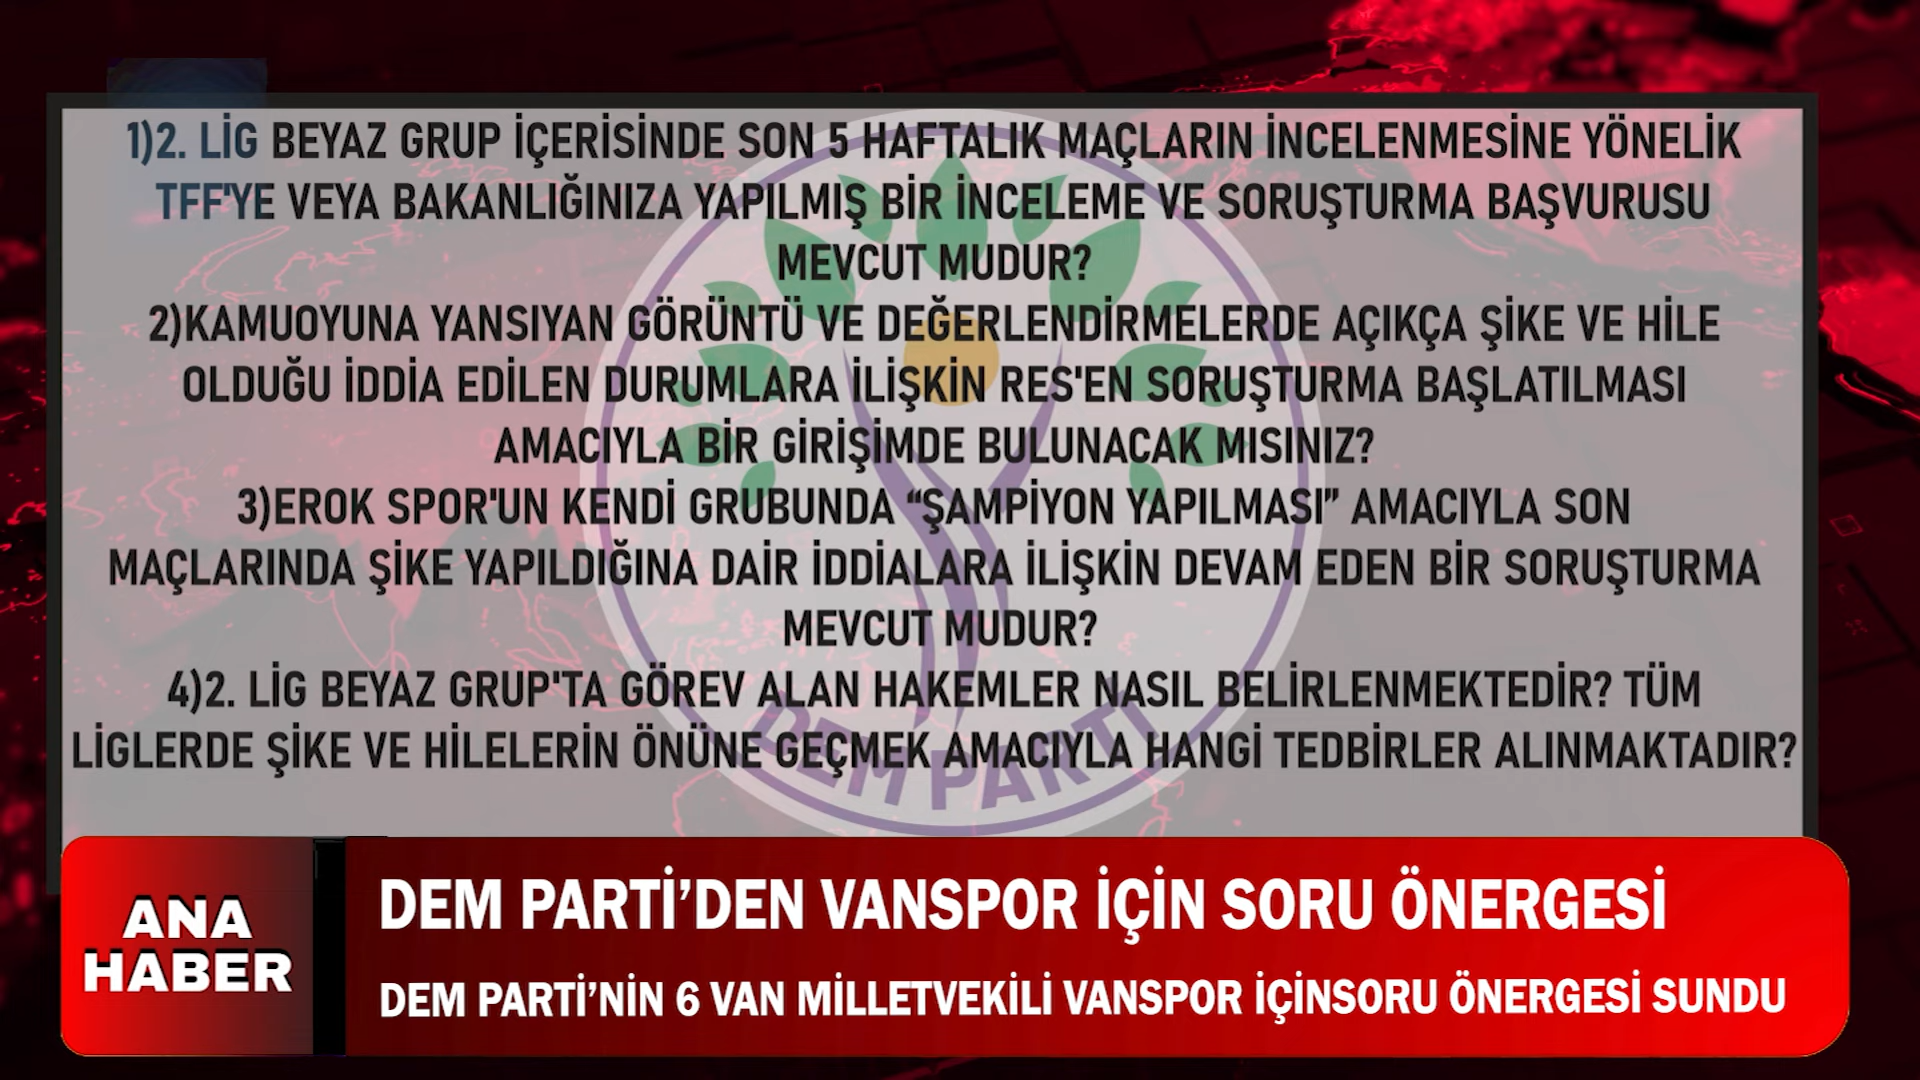 1)2. LİG BEYAZ GRUP İÇERİSİNDE SON 5 HAFTALIK MAÇLARIN İNCELENMESİNE YÖNELİK
TFF'YE VEYA BAKANLIĞINIZA YAPILMIŞ BİR İNCELEME VE SORUŞTURMA BAŞVURUSU
MEVCUT MUDUR?
2)KAMUOYUNA YANSIYAN GÖRÜNTÜ VE DEĞERLENDİRMELERDE AÇIKÇA ŞİKE VE HİLE
OLDUĞU İDDİA EDİLEN DURUMLARA İLİŞKİN RES'EN SORUŞTURMA BAŞLATILMASI
AMACIYLA BİR GİRİŞİMDE BULUNACAK MISINIZ?
3)EROK SPOR'UN KENDİ GRUBUNDA “ŞAMPİYON YAPILMASI” AMACIYLA SON
MAÇLARINDA ŞİKE YAPILDIĞINA DAİR İDDİALARA İLİŞKİN DEVAM EDEN BİR SORUŞTURMA
MEVCUT MUDUR?
4)2. LİG BEYAZ GRUP'TA GÖREV ALAN HAKEMLER NASIL BELİRLENMEKTEDİR? TÜM
LİGLERDE ŞİKE VE HİLELERİN ÖNÜNE GEÇMEK AMACIYLA HANGİ TEDBİRLER ALINMAKTADIR?
DEM PARTİ
ANA
HABER
DEM PARTİ’DEN VANSPOR İÇİN SORU ÖNERGESİ
DEM PARTİ’NİN 6 VAN MİLLETVEKİLİ VANSPOR İÇİNSORU ÖNERGESİ SUNDU